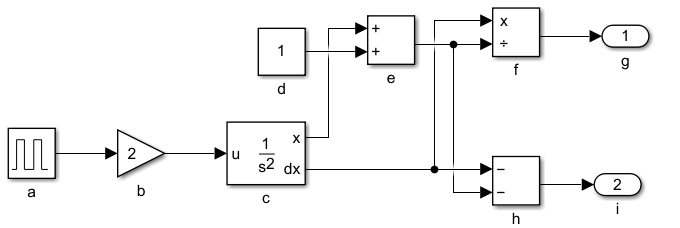 x
÷
1
+
+
1
f
g
e
d
x
u
1
s2
dx
2
a
b
c
−
−
2
h
i